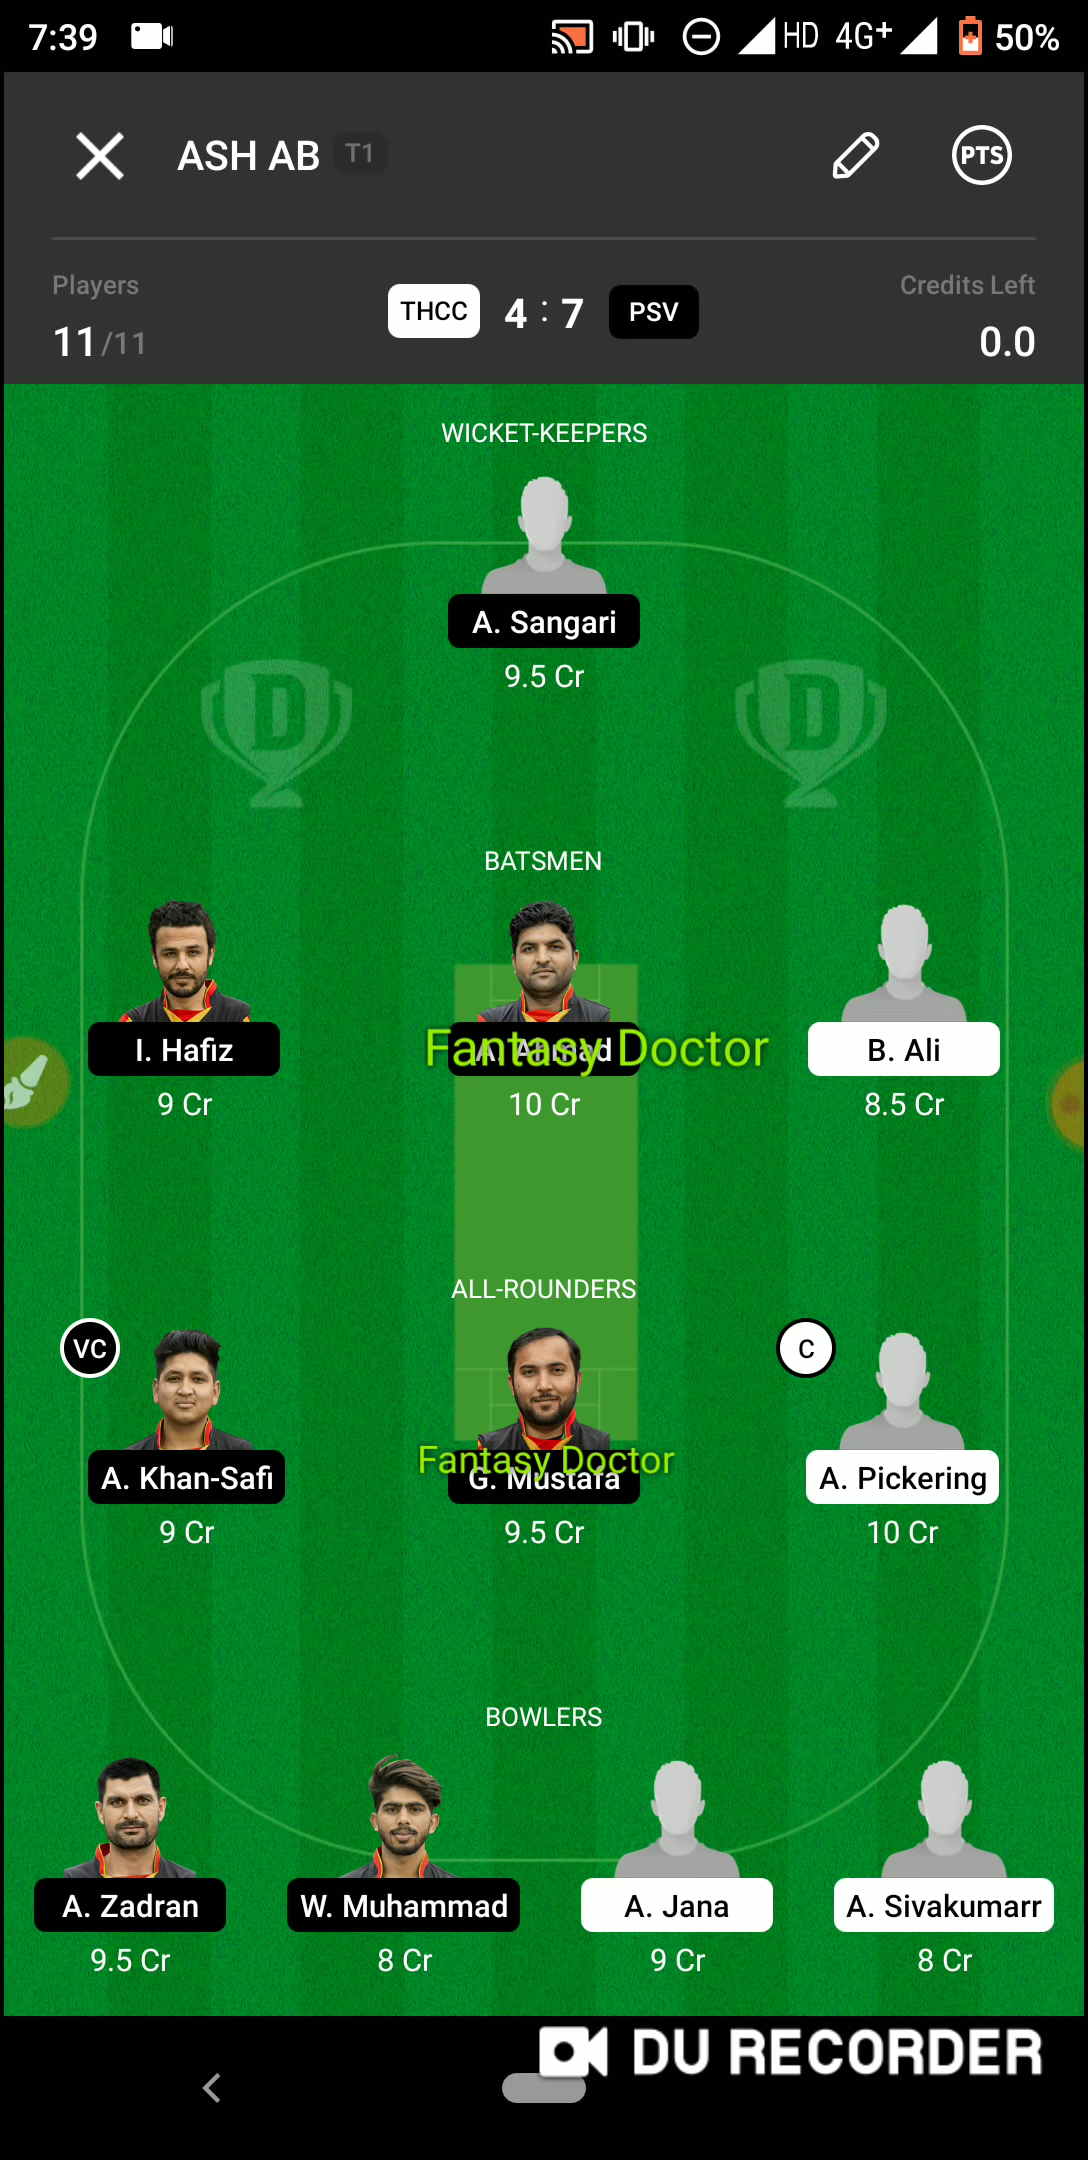 7:39 HD 4G+ 50%
ASH AB T1 PTS
Players Credits Left
11/11 THCC 4 : 7 PSV 0.0
WICKET-KEEPERS
A. Sangari
9.5 Cr
D D
BATSMEN
I. Hafiz A. Ahmad B. Ali
Fantasy Doctor
9 Cr 10 Cr 8.5 Cr
ALL-ROUNDERS
VC C
Fantasy Doctor
A. Khan-Safi G. Mustafa A. Pickering
9 Cr 9.5 Cr 10 Cr
BOWLERS
A. Zadran W. Muhammad A. Jana A. Sivakumarr
9.5 Cr 8 Cr 9 Cr 8 Cr
DU RECORDER